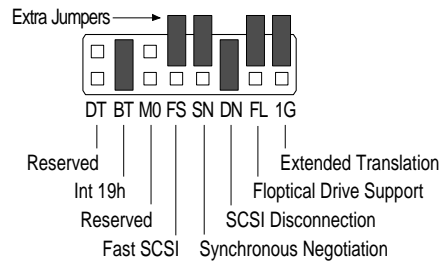 Extra Jumpers
DT BT M0 FS SN DN FL 1G
Reserved
Extended Translation
Int 19h
Floptical Drive Support
Reserved
SCSI Disconnection
Fast SCSI
Synchronous Negotiation